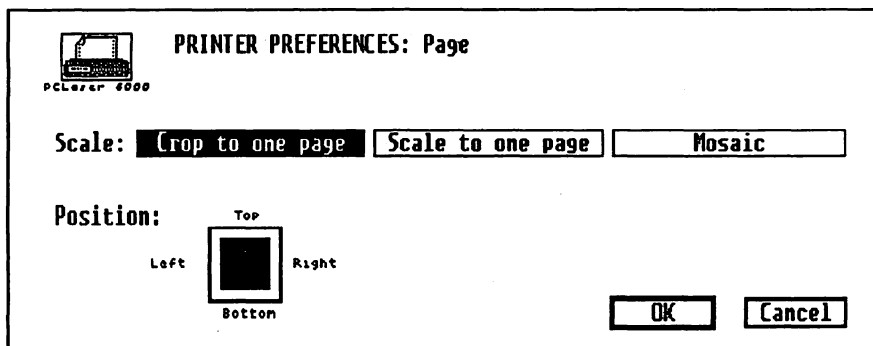 PRINTER PREFERENCES: Page
PCLaser 6000
Scale: Crop to one page Scale to one page Mosaic
Position:
Top
Left Right
Bottom
OK Cancel